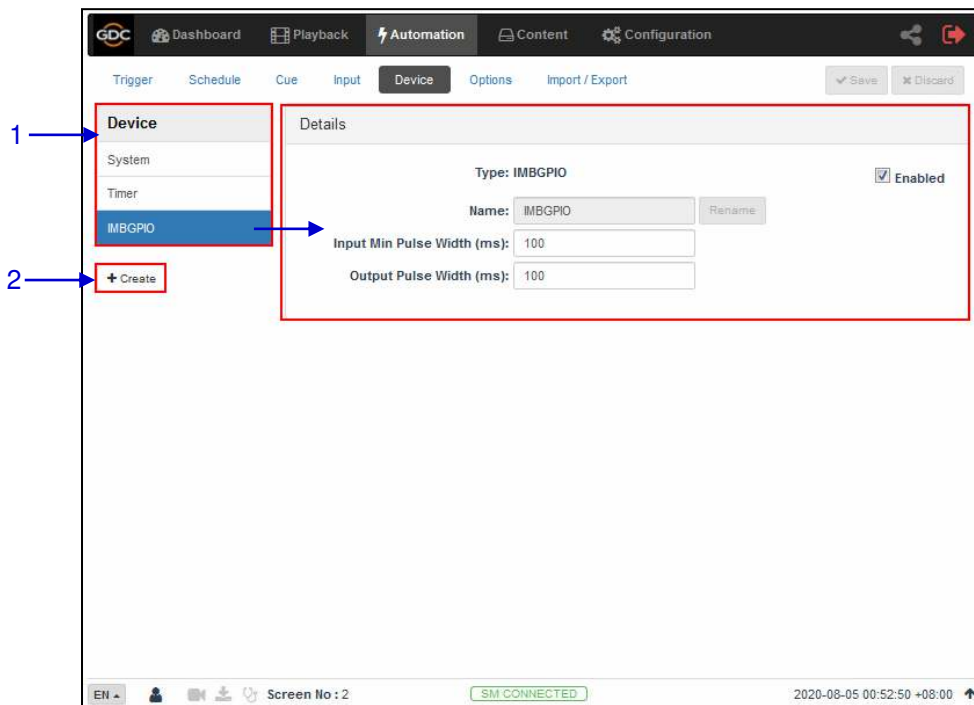 GDC Dashboard Playback Automation Content Configuration
Trigger Schedule Cue Input Device Options Import / Export Save Discard
1
Device
System
Timer
IMBGPIO
2
+ Create
Details
Type: IMBGPIO
Enabled
Name: IMBGPIO Rename
Input Min Pulse Width (ms): 100
Output Pulse Width (ms): 100
EN Screen No : 2 SM CONNECTED 2020-08-05 00:52:50 +08:00